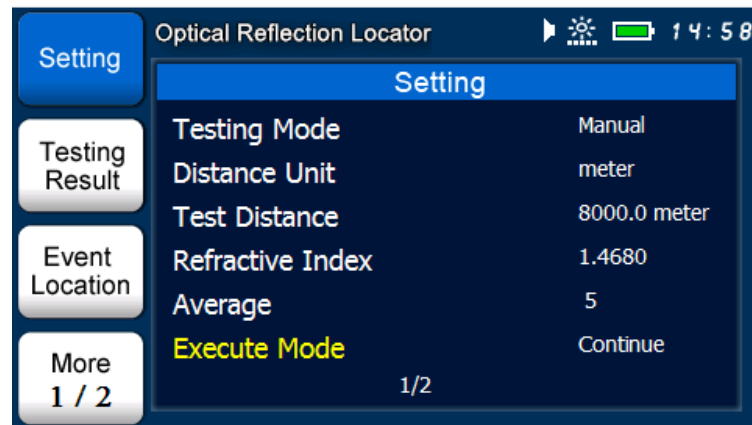 Optical Reflection Locator 14:58
Setting
Testing
Result
Event
Location
More
1 / 2
Setting
Testing Mode Manual
Distance Unit meter
Test Distance 8000.0 meter
Refractive Index 1.4680
Average 5
Execute Mode Continue
1/2